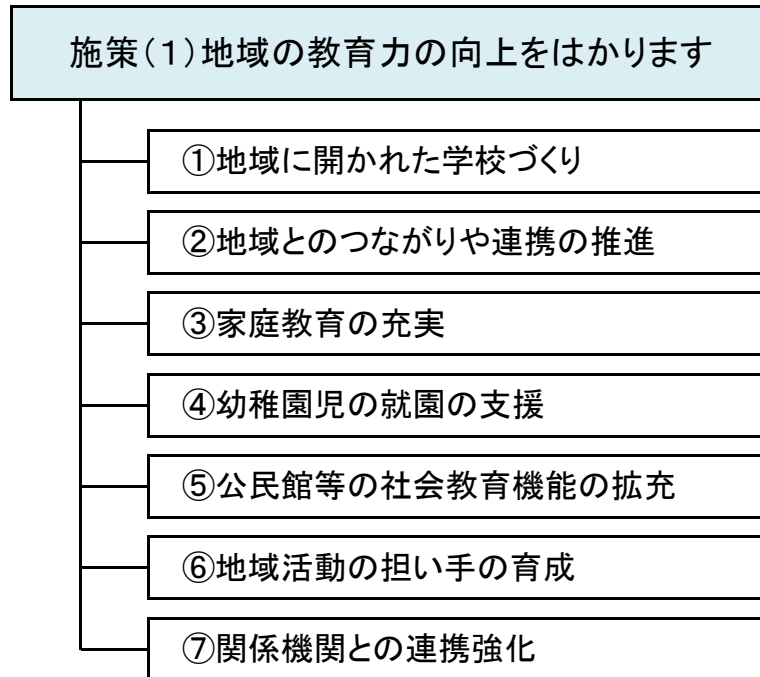 施策（１）地域の教育力の向上をはかります
①地域に開かれた学校づくり
②地域とのつながりや連携の推進
③家庭教育の充実
④幼稚園児の就園の支援
⑤公民館等の社会教育機能の拡充
⑥地域活動の担い手の育成
⑦関係機関との連携強化